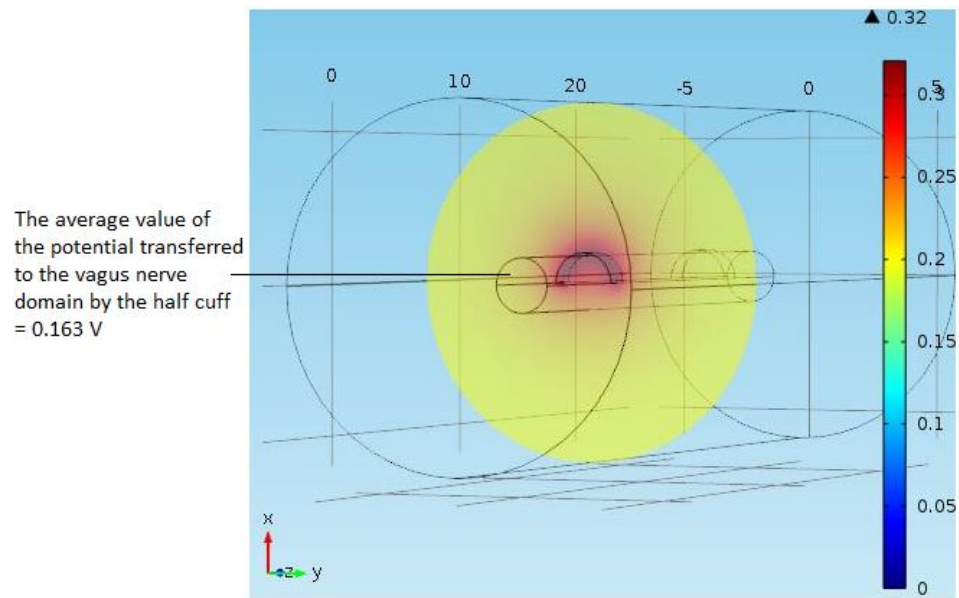 ▲ 0.32
0
10
20
-5
0
5
0.3
0.25
0.2
0.15
0.1
0.05
0
The average value of
the potential transferred
to the vagus nerve
domain by the half cuff
= 0.163 V
x
z
y